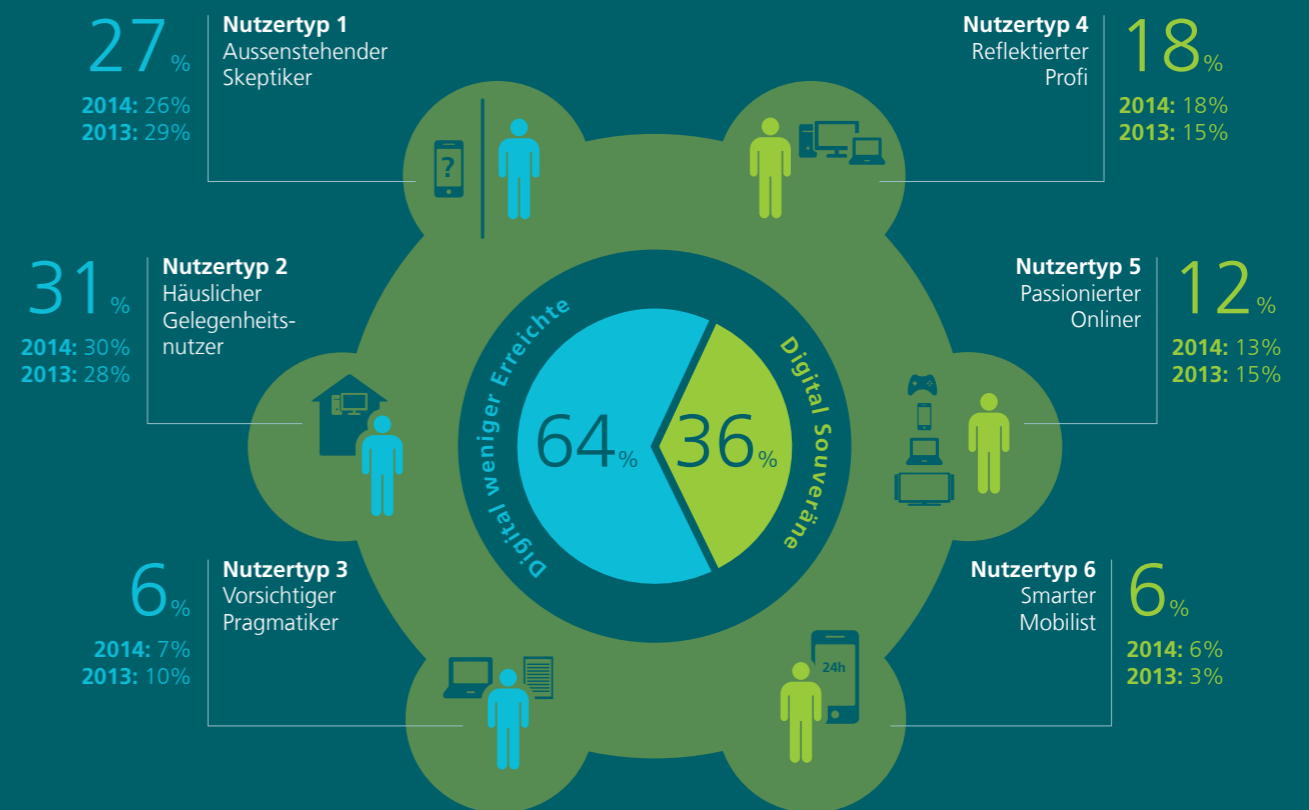 27%
2014: 26%
2013: 29%
Nutzertyp 1
Aussenstehender
Skeptiker
?
31%
2014: 30%
2013: 28%
Nutzertyp 2
Häuslicher
Gelegenheits-
nutzer
6%
2014: 7%
2013: 10%
Nutzertyp 3
Vorsichtiger
Pragmatiker
Digital weniger Erreichte
64%
36%
Digital Souveräne
Nutzertyp 4
Reflektierter
Profi
18%
2014: 18%
2013: 15%
Nutzertyp 5
Passionierter
Onliner
12%
2014: 13%
2013: 15%
Nutzertyp 6
Smarter
Mobilist
6%
2014: 6%
2013: 3%
24h